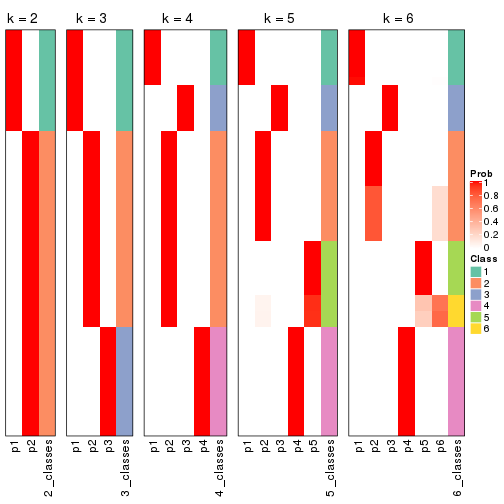 k = 2
k = 3
k = 4
k = 5
k = 6
Prob
1
0.8
0.6
0.4
0.2
0
Class
1
2
3
4
5
6
p1
p2
2_classes
p1
p2
p3
3_classes
p1
p2
p3
p4
4_classes
p1
p2
p3
p4
p5
5_classes
p1
p2
p3
p4
p5
p6
6_classes